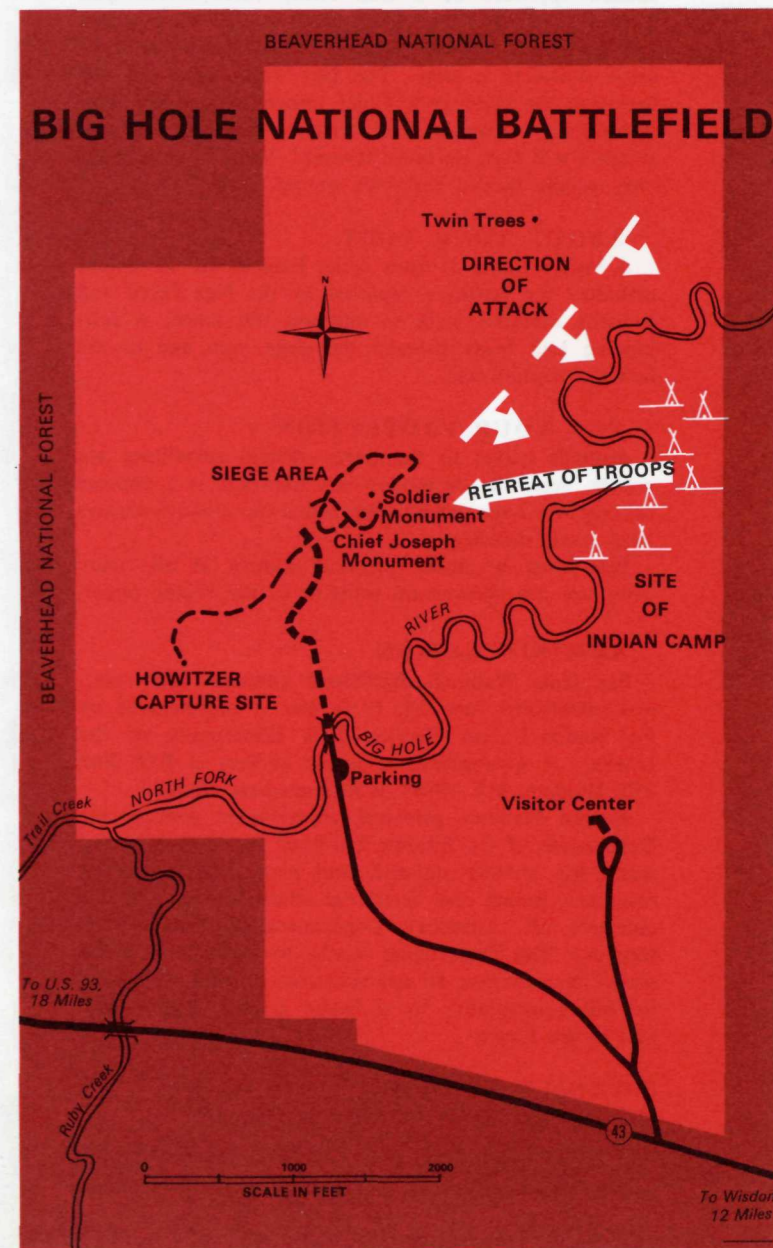 BEAVERHEAD NATIONAL FOREST
BIG HOLE NATIONAL BATTLEFIELD
Twin Trees
DIRECTION
OF
ATTACK
N
BEAVERHEAD NATIONAL FOREST
SIEGE AREA
RETREAT OF TROOPS
Soldier
Monument
Chief Joseph
Monument
SITE
OF
INDIAN CAMP
RIVER
HOWITZER
CAPTURE SITE
BIG HOLE
Parking
NORTH FORK
Trail Creek
Visitor Center
To U.S. 93,
18 Miles
Ruby Creek
43
0 1000 2000
SCALE IN FEET
To Wisdom
12 Miles